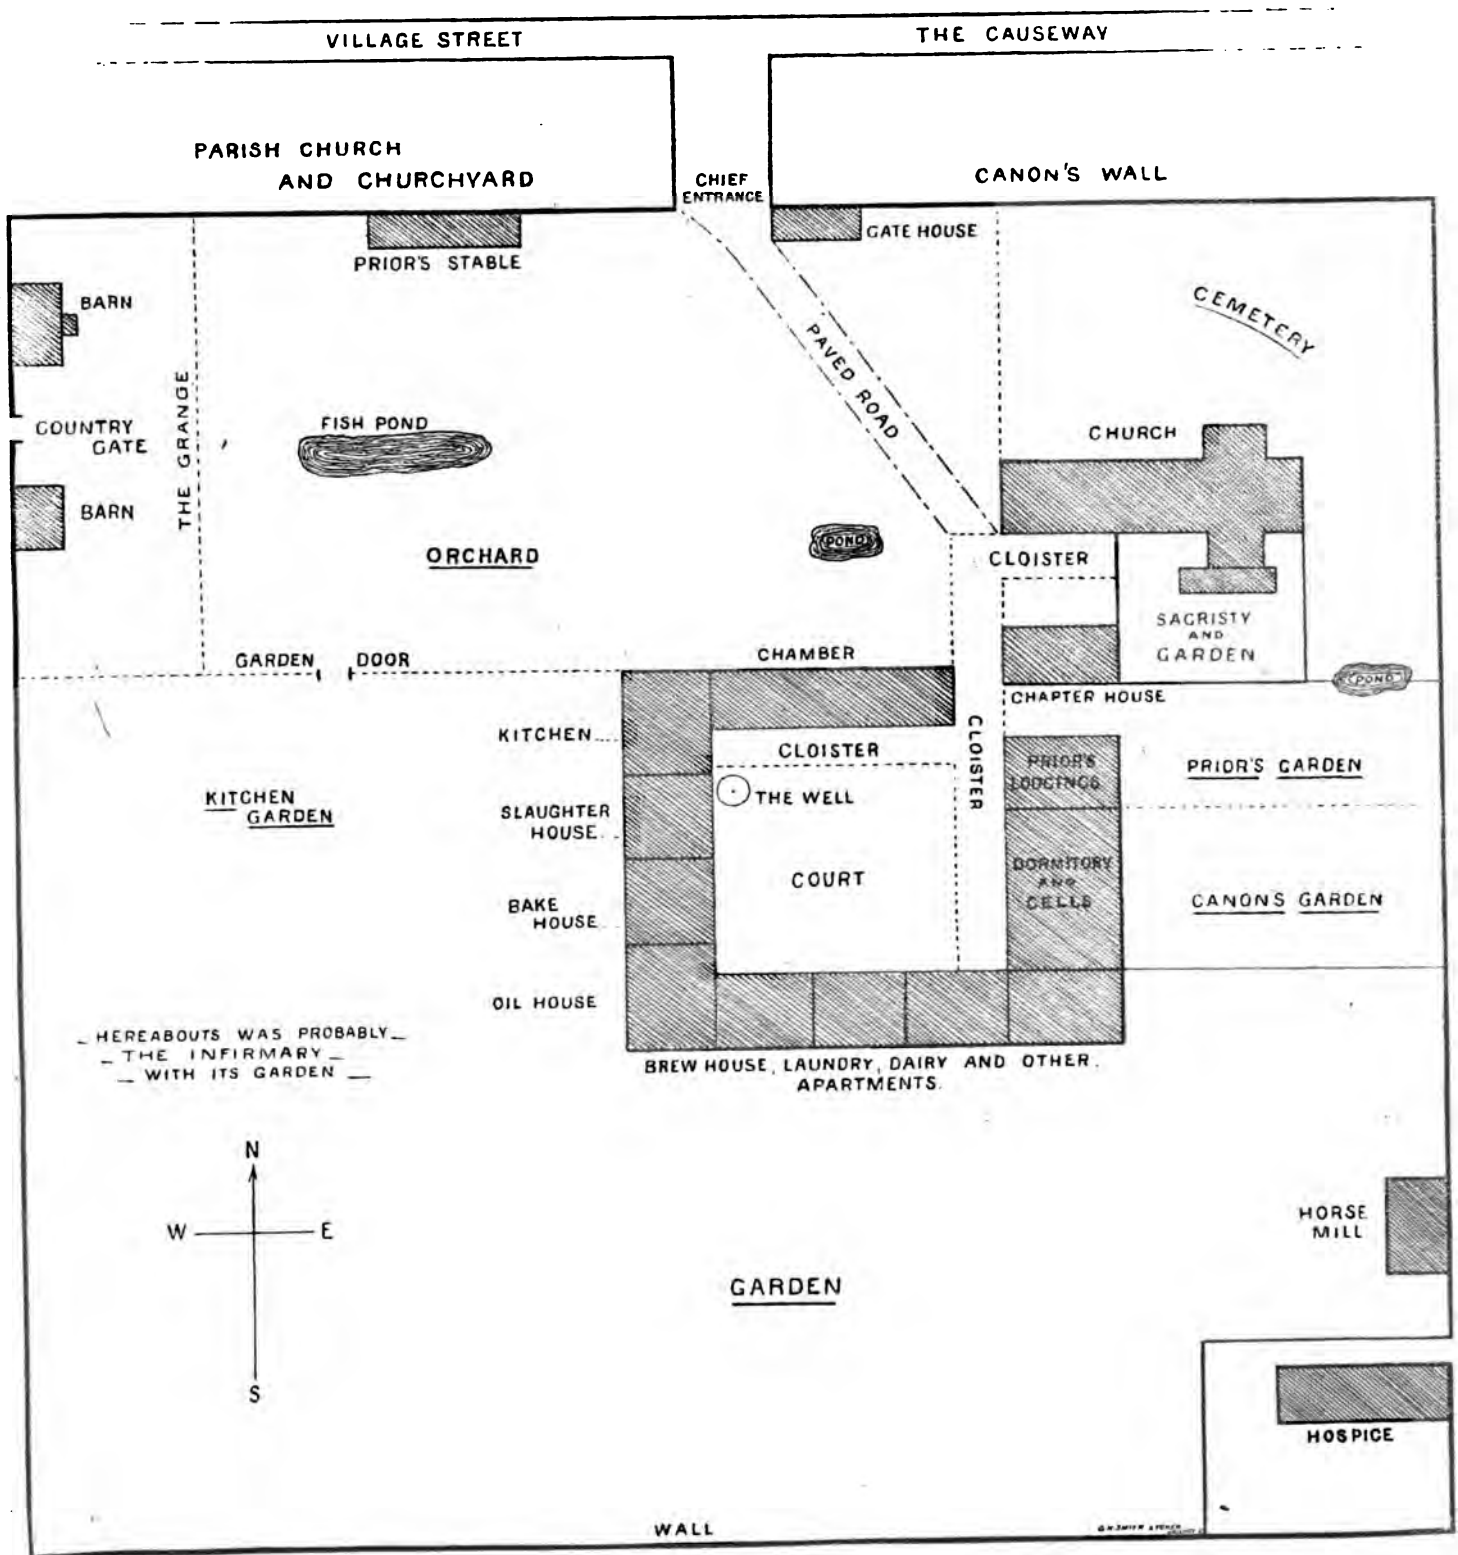 VILLAGE STREET
THE CAUSEWAY
PARISH CHURCH
AND CHURCHYARD
CHIEF
ENTRANCE
CANON'S WALL
GATE HOUSE
PRIOR'S STABLE
BARN
CEMETERY
PAVED ROAD
THE GRANGE
COUNTRY
GATE
FISH POND
CHURCH
BARN
ORCHARD
POND
CLOISTER
SACRISTY
AND
GARDEN
GARDEN DOOR
CHAMBER
POND
CHAPTER HOUSE
KITCHEN
CLOISTER
CLOISTER
PRIOR'S
LODGINGS
PRIOR'S GARDEN
KITCHEN
GARDEN
THE WELL
SLAUGHTER
HOUSE
COURT
DORMITORY
AND
CELLS
CANON'S GARDEN
BAKE
HOUSE
OIL HOUSE
HEREABOUTS WAS PROBABLY
THE INFIRMARY
WITH ITS GARDEN
BREW HOUSE, LAUNDRY, DAIRY AND OTHER.
APARTMENTS.
N
W E
S
HORSE
MILL
GARDEN
HOSPICE
WALL